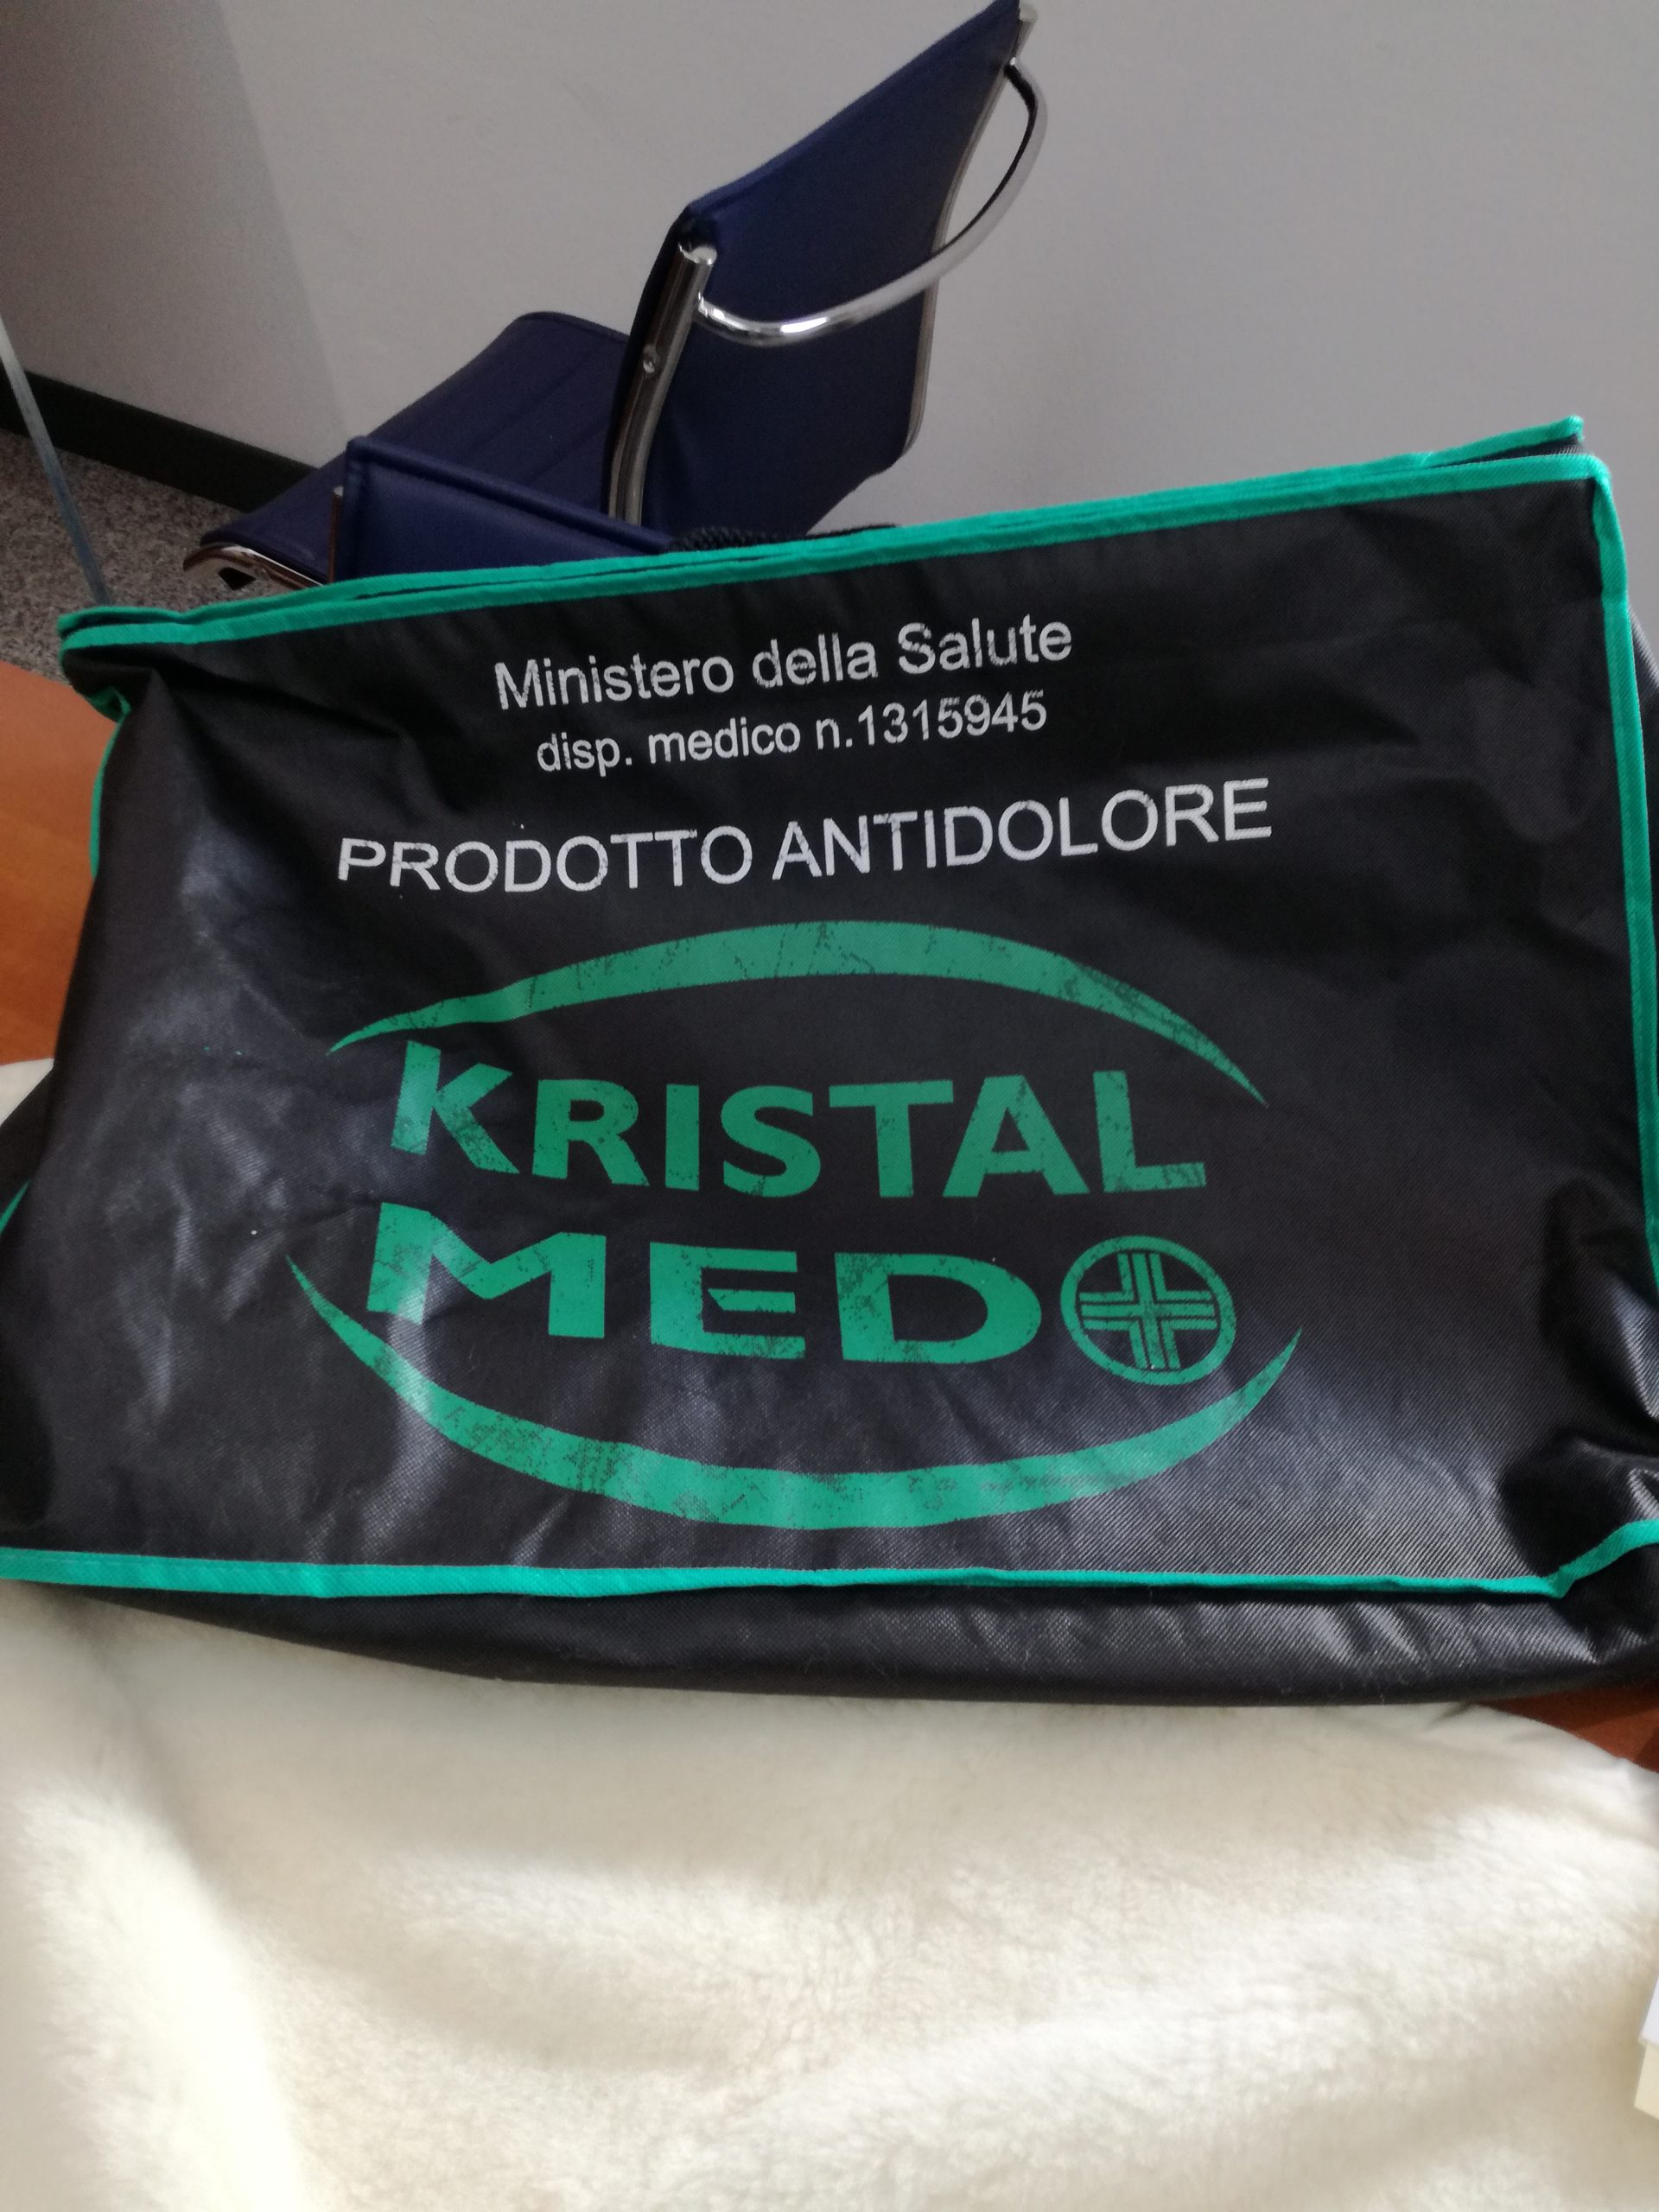 Ministero della Salute
disp. medico n.1315945
PRODOTTO ANTIDOLORE
KRISTAL
MED